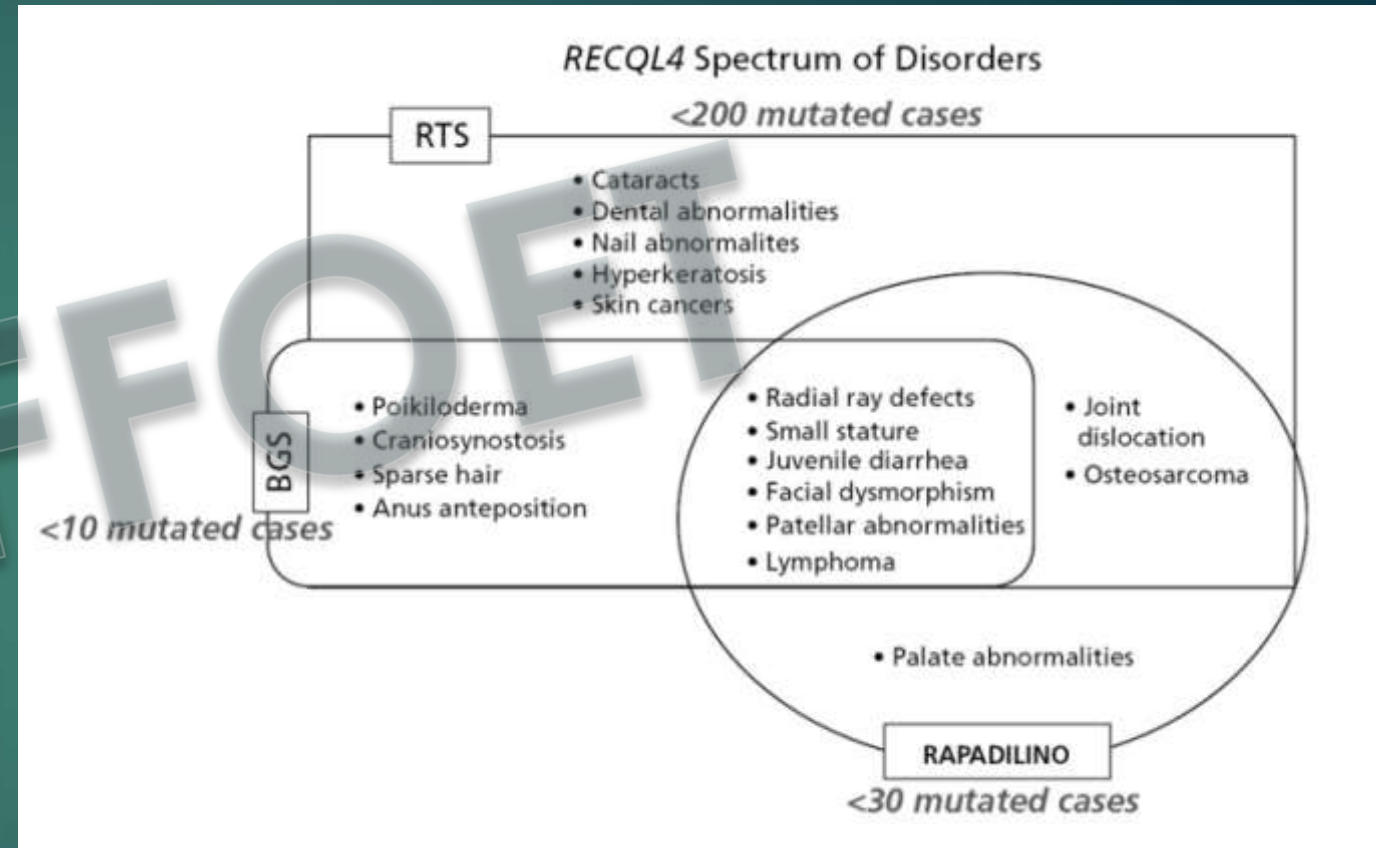 RECQL4 Spectrum of Disorders
<200 mutated cases
RTS
• Cataracts
• Dental abnormalities
• Nail abnormalites
• Hyperkeratosis
• Skin cancers
BGS
<10 mutated cases
• Poikiloderma
• Craniosynostosis
• Sparse hair
• Anus anteposition
• Radial ray defects
• Small stature
• Juvenile diarrhea
• Facial dysmorphism
• Patellar abnormalities
• Lymphoma
• Joint
dislocation
• Osteosarcoma
• Palate abnormalities
RAPADILINO
<30 mutated cases